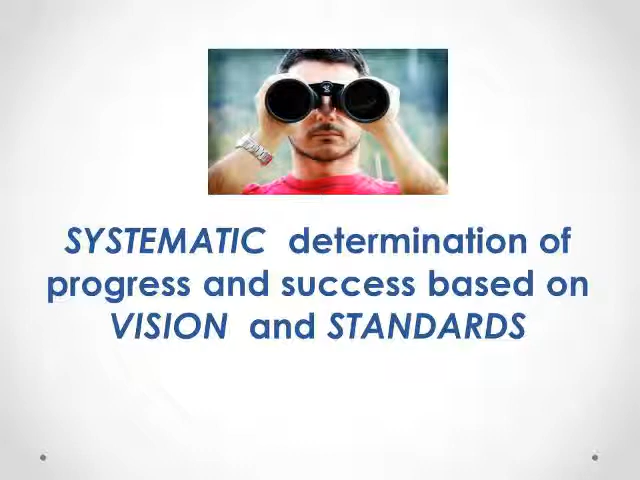 SYSTEMATIC determination of
progress and success based on
VISION and STANDARDS